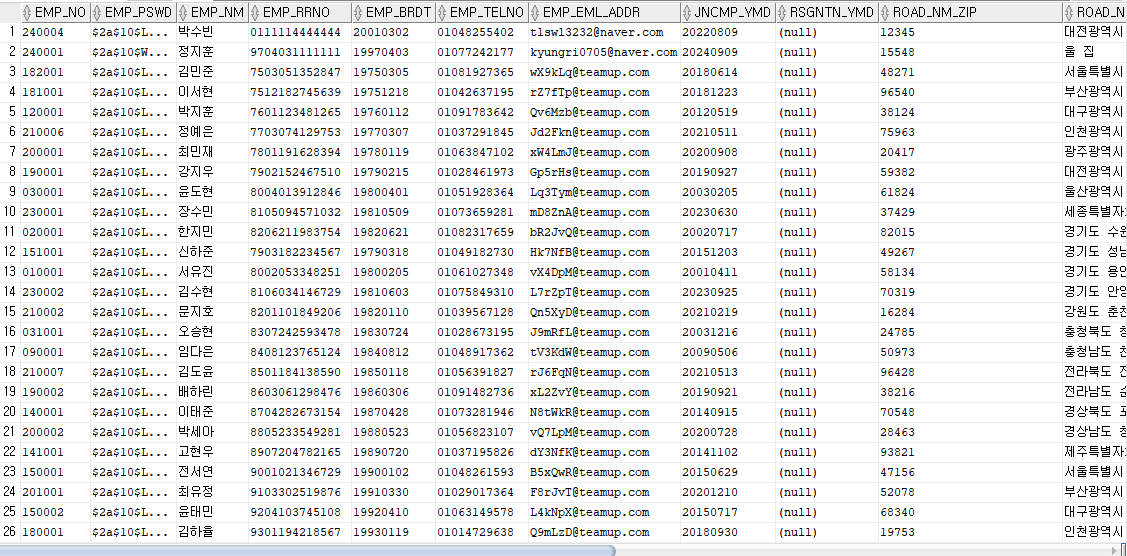 EMP_NO EMP_PSWD EMP_NM EMP_RRNO EMP_BRDT EMP_TELNO EMP_EML_ADDR JNCMP_YMD RSGNTN_YMD ROAD_NM_ZIP ROAD_N
1 240004 $2a$10$L... 박수빈 0111114444444 20010302 01048255402 tlswl3232@naver.com 20220809 (null) 12345 대전광역시
2 240001 $2a$10$W... 정지훈 9704031111111 19970403 01077242177 kyungri0705@naver.com 20240909 (null) 15548 울 집
3 182001 $2a$10$L... 김민준 7503051352847 19750305 01081927365 wX9kLq@teamup.com 20180614 (null) 48271 서울특별시
4 181001 $2a$10$L... 이서현 7512182745639 19751218 01042637195 rZ7fTp@teamup.com 20181223 (null) 96540 부산광역시
5 120001 $2a$10$L... 박지훈 7601123481265 19760112 01091783642 Qv6Mzb@teamup.com 20120519 (null) 38124 대구광역시
6 210006 $2a$10$L... 정예은 7703074129753 19770307 01037291845 Jd2Fkn@teamup.com 20210511 (null) 75963 인천광역시
7 200001 $2a$10$L... 최민재 7801191628394 19780119 01063847102 xW4LmJ@teamup.com 20200908 (null) 20417 광주광역시
8 190001 $2a$10$L... 강지우 7902152467510 19790215 01028461973 Gp5rHs@teamup.com 20190927 (null) 59382 대전광역시
9 030001 $2a$10$L... 윤도현 8004013912846 19800401 01051928364 Lq3Tym@teamup.com 20030205 (null) 61824 울산광역시
10 230001 $2a$10$L... 장수민 8105094571032 19810509 01073659281 mD8ZnA@teamup.com 20230630 (null) 37429 세종특별자
11 020001 $2a$10$L... 한지민 8206211983754 19820621 01082317659 bR2JvQ@teamup.com 20020717 (null) 82015 경기도 수원
12 151001 $2a$10$L... 신하준 7903182234567 19790318 01048180730 Hk7NfB@teamup.com 20151203 (null) 49267 경기도 성남
13 010001 $2a$10$L... 서유진 8002053348251 19800205 01061027348 vX4DpM@teamup.com 20010411 (null) 58134 경기도 용인
14 230002 $2a$10$L... 김수현 8106034146729 19810603 01075849310 L7rZpT@teamup.com 20230925 (null) 70319 경기도 안양
15 210002 $2a$10$L... 문지호 8201101849206 19820110 01039567128 Qn5XyD@teamup.com 20210219 (null) 16284 강원도 춘천
16 031001 $2a$10$L... 오승현 8307242593478 19830724 01028673195 J9mRfL@teamup.com 20031216 (null) 24785 충청북도 청
17 090001 $2a$10$L... 임다은 8408123765124 19840812 01048917362 tV3KdW@teamup.com 20090506 (null) 50973 충청남도 천
18 210007 $2a$10$L... 김도윤 8501184138590 19850118 01056391827 rJ6FqN@teamup.com 20210513 (null) 96428 전라북도 전
19 190002 $2a$10$L... 배하린 8603061298476 19860306 01091482736 xL2ZvY@teamup.com 20190921 (null) 38216 전라남도 순
20 140001 $2a$10$L... 이태준 8704282673154 19870428 01073281946 N8tWkR@teamup.com 20140915 (null) 70548 경상북도 포
21 200002 $2a$10$L... 박세아 8805233549281 19880523 01056823107 vQ7LpM@teamup.com 20200728 (null) 28463 경상남도 창
22 141001 $2a$10$L... 고현우 8907204782165 19890720 01037195826 dY3NfK@teamup.com 20141102 (null) 93821 제주특별자
23 150001 $2a$10$L... 전서연 9001021346729 19900102 01048261593 B5xQwR@teamup.com 20150629 (null) 47156 서울특별시
24 201001 $2a$10$L... 최유정 9103302519876 19910330 01029017364 F8rJvT@teamup.com 20201210 (null) 52078 부산광역시
25 150002 $2a$10$L... 윤태민 9204103745108 19920410 01063149578 L4kNpX@teamup.com 20150717 (null) 68340 대구광역시
26 180001 $2a$10$L... 김하율 9301194218567 19930119 01014729638 Q9mLzD@teamup.com 20180930 (null) 19753 인천광역시